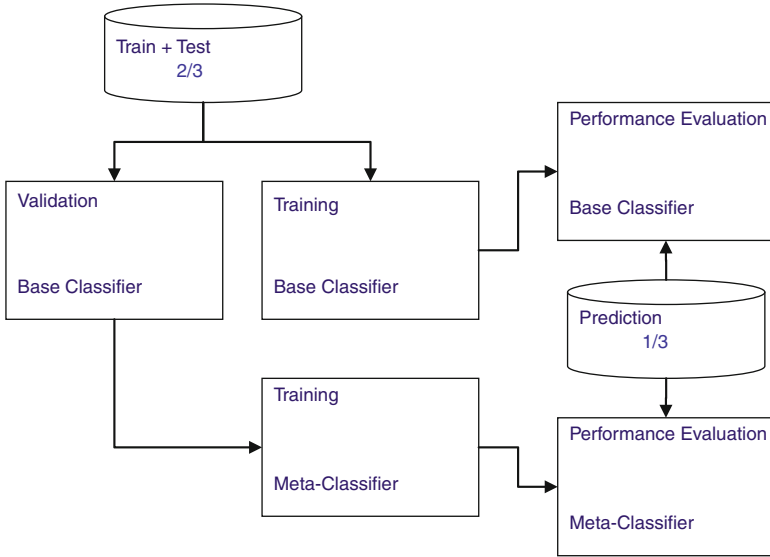 Train + Test
2/3
Performance Evaluation
Base Classifier
Validation
Base Classifier
Training
Base Classifier
Prediction
1/3
Training
Meta-Classifier
Performance Evaluation
Meta-Classifier